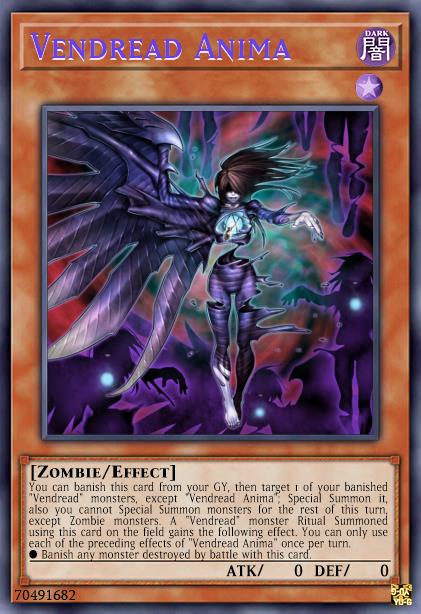 VENDREAD ANIMA
DARK
闇
[ZOMBIE/EFFECT]
You can banish this card from your GY, then target 1 of your banished
"Vendread" monsters, except "Vendread Anima"; Special Summon it,
also you cannot Special Summon monsters for the rest of this turn,
except Zombie monsters. A "Vendread" monster Ritual Summoned
using this card on the field gains the following effect. You can only use
each of the preceding effects of "Vendread Anima" once per turn.
● Banish any monster destroyed by battle with this card.
ATK/ 0 DEF/ 0
70491682